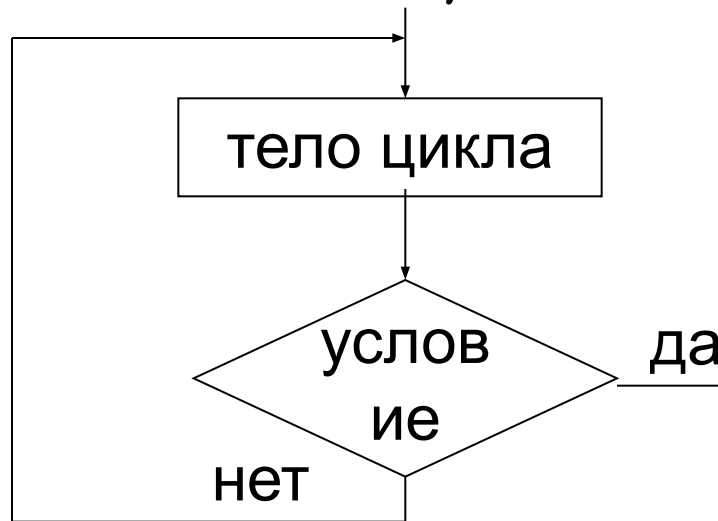 тело цикла
услов
ие
да
нет